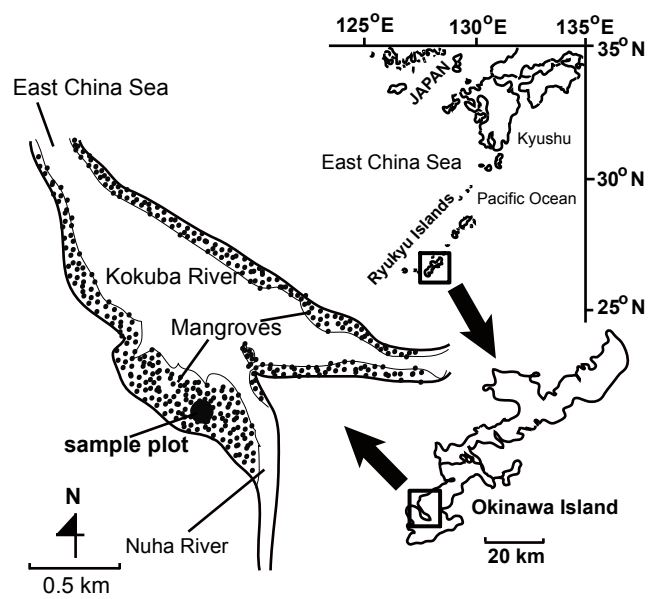 125°E
130°E
135°E
35°N
East China Sea
JAPAN
Kyushu
East China Sea
30°N
Pacific Ocean
Ryukyu Islands
Kokuba River
25°N
Mangroves
sample plot
N
Okinawa Island
Nuha River
20 km
0.5 km